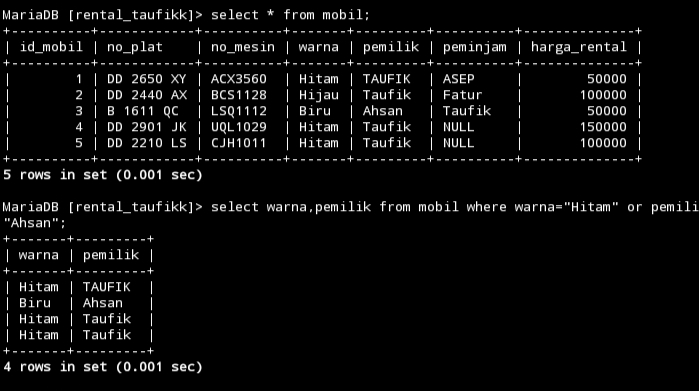 MariaDB [rental_taufikk]> select * from mobil;
+----------+------------+----------+-------+---------+----------+--------------+
| id_mobil | no_plat    | no_mesin | warna | pemilik | peminjam | harga_rental |
+----------+------------+----------+-------+---------+----------+--------------+
|        1 | DD 2650 XY | ACX3560  | Hitam | TAUFIK  | ASEP     |        50000 |
|        2 | DD 2440 AX | BCS1128  | Hijau | Taufik  | Fatur    |       100000 |
|        3 | B 1611 QC  | LSQ1112  | Biru  | Ahsan   | Taufik   |        50000 |
|        4 | DD 2901 JK | UQL1029  | Hitam | Taufik  | NULL     |       150000 |
|        5 | DD 2210 LS | CJH1011  | Hitam | Taufik  | NULL     |       100000 |
+----------+------------+----------+-------+---------+----------+--------------+
5 rows in set (0.001 sec)
MariaDB [rental_taufikk]> select warna,pemilik from mobil where warna="Hitam" or pemili
"Ahsan";
+-------+---------+
| warna | pemilik |
+-------+---------+
| Hitam | TAUFIK  |
| Biru  | Ahsan   |
| Hitam | Taufik  |
| Hitam | Taufik  |
+-------+---------+
4 rows in set (0.001 sec)